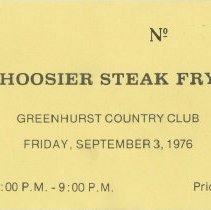 Nº
HOOSIER STEAK FRY
GREENHURST COUNTRY CLUB
FRIDAY, SEPTEMBER 3, 1976
:00 P.M. - 9:00 P.M. Pri